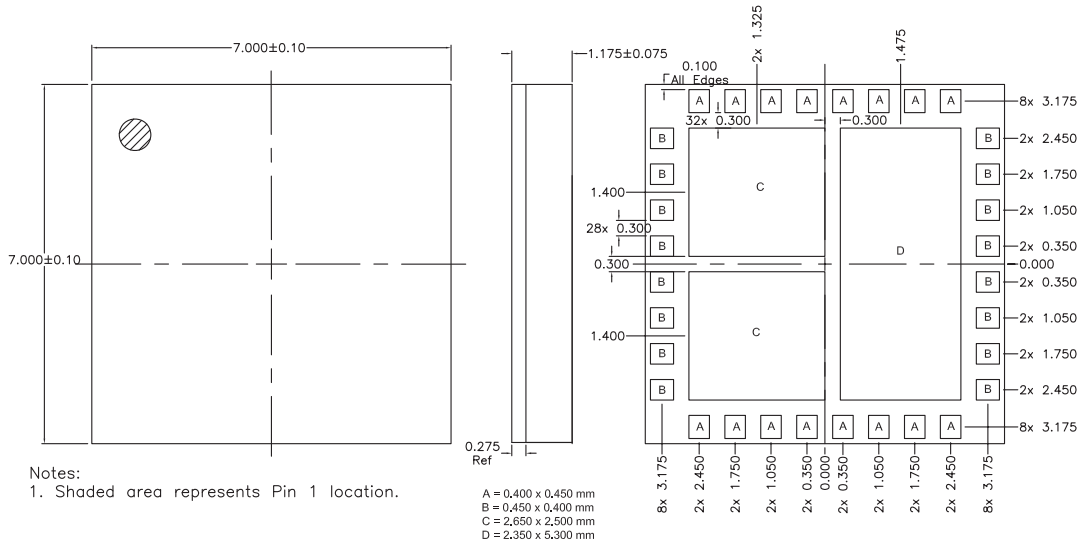 7.000±0.10
7.000±0.10
1.175±0.075
0.275
Ref
2x 1.325
1.475
0.100
All Edges
A A A A A A A A
8x 3.175
32x 0.300
0.300
B B 2x 2.450
B B 2x 1.750
C
1.400
B B 2x 1.050
28x 0.300
B B 2x 0.350
D
0.300
0.000
B B 2x 0.350
B B 2x 1.050
C
1.400
B B 2x 1.750
B B 2x 2.450
A A A A A A A A
8x 3.175
8x 3.175
2x 2.450
2x 1.750
2x 1.050
2x 0.350
0.000
2x 0.350
2x 1.050
2x 1.750
2x 2.450
8x 3.175
Notes:
1. Shaded area represents Pin 1 location.
A = 0.400 x 0.450 mm
B = 0.450 x 0.400 mm
C = 2.650 x 2.500 mm
D = 2.350 x 5.300 mm